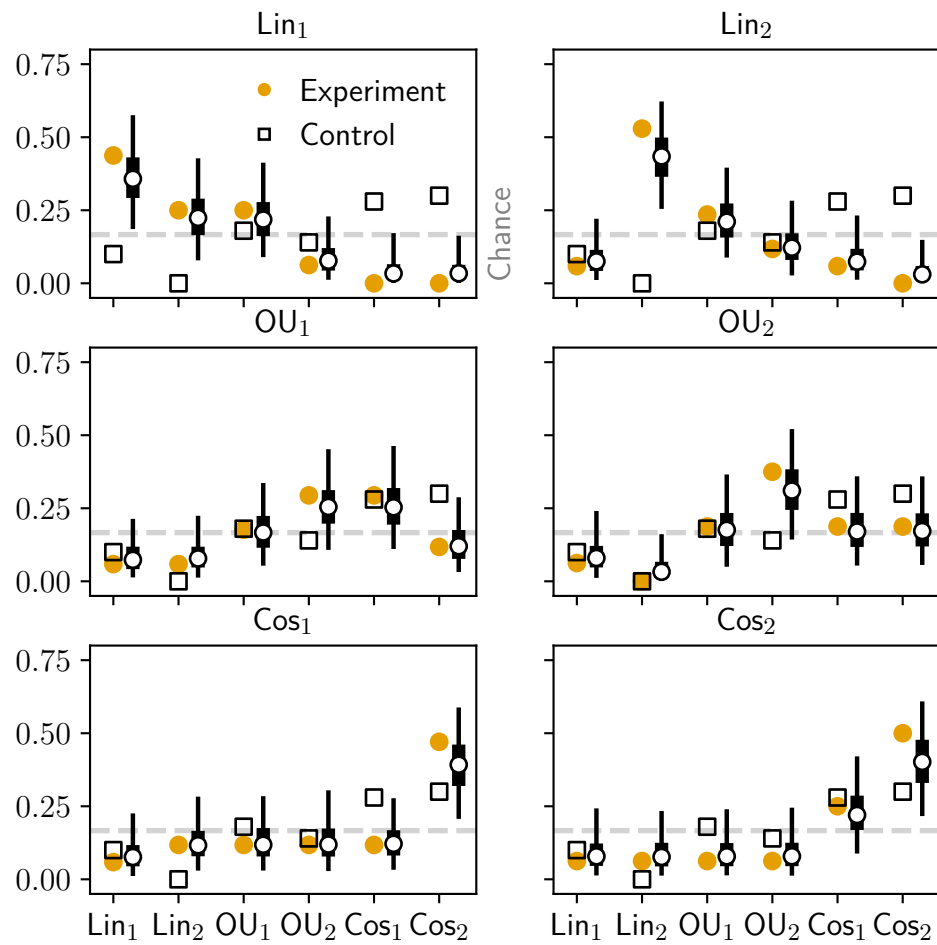 Lin₁ Lin₂
0.75
0.50
0.25
0.00
Experiment
Control
Chance
OU₁ OU₂
0.75
0.50
0.25
0.00
Cos₁ Cos₂
0.75
0.50
0.25
0.00
Lin₁ Lin₂ OU₁ OU₂ Cos₁ Cos₂ Lin₁ Lin₂ OU₁ OU₂ Cos₁ Cos₂